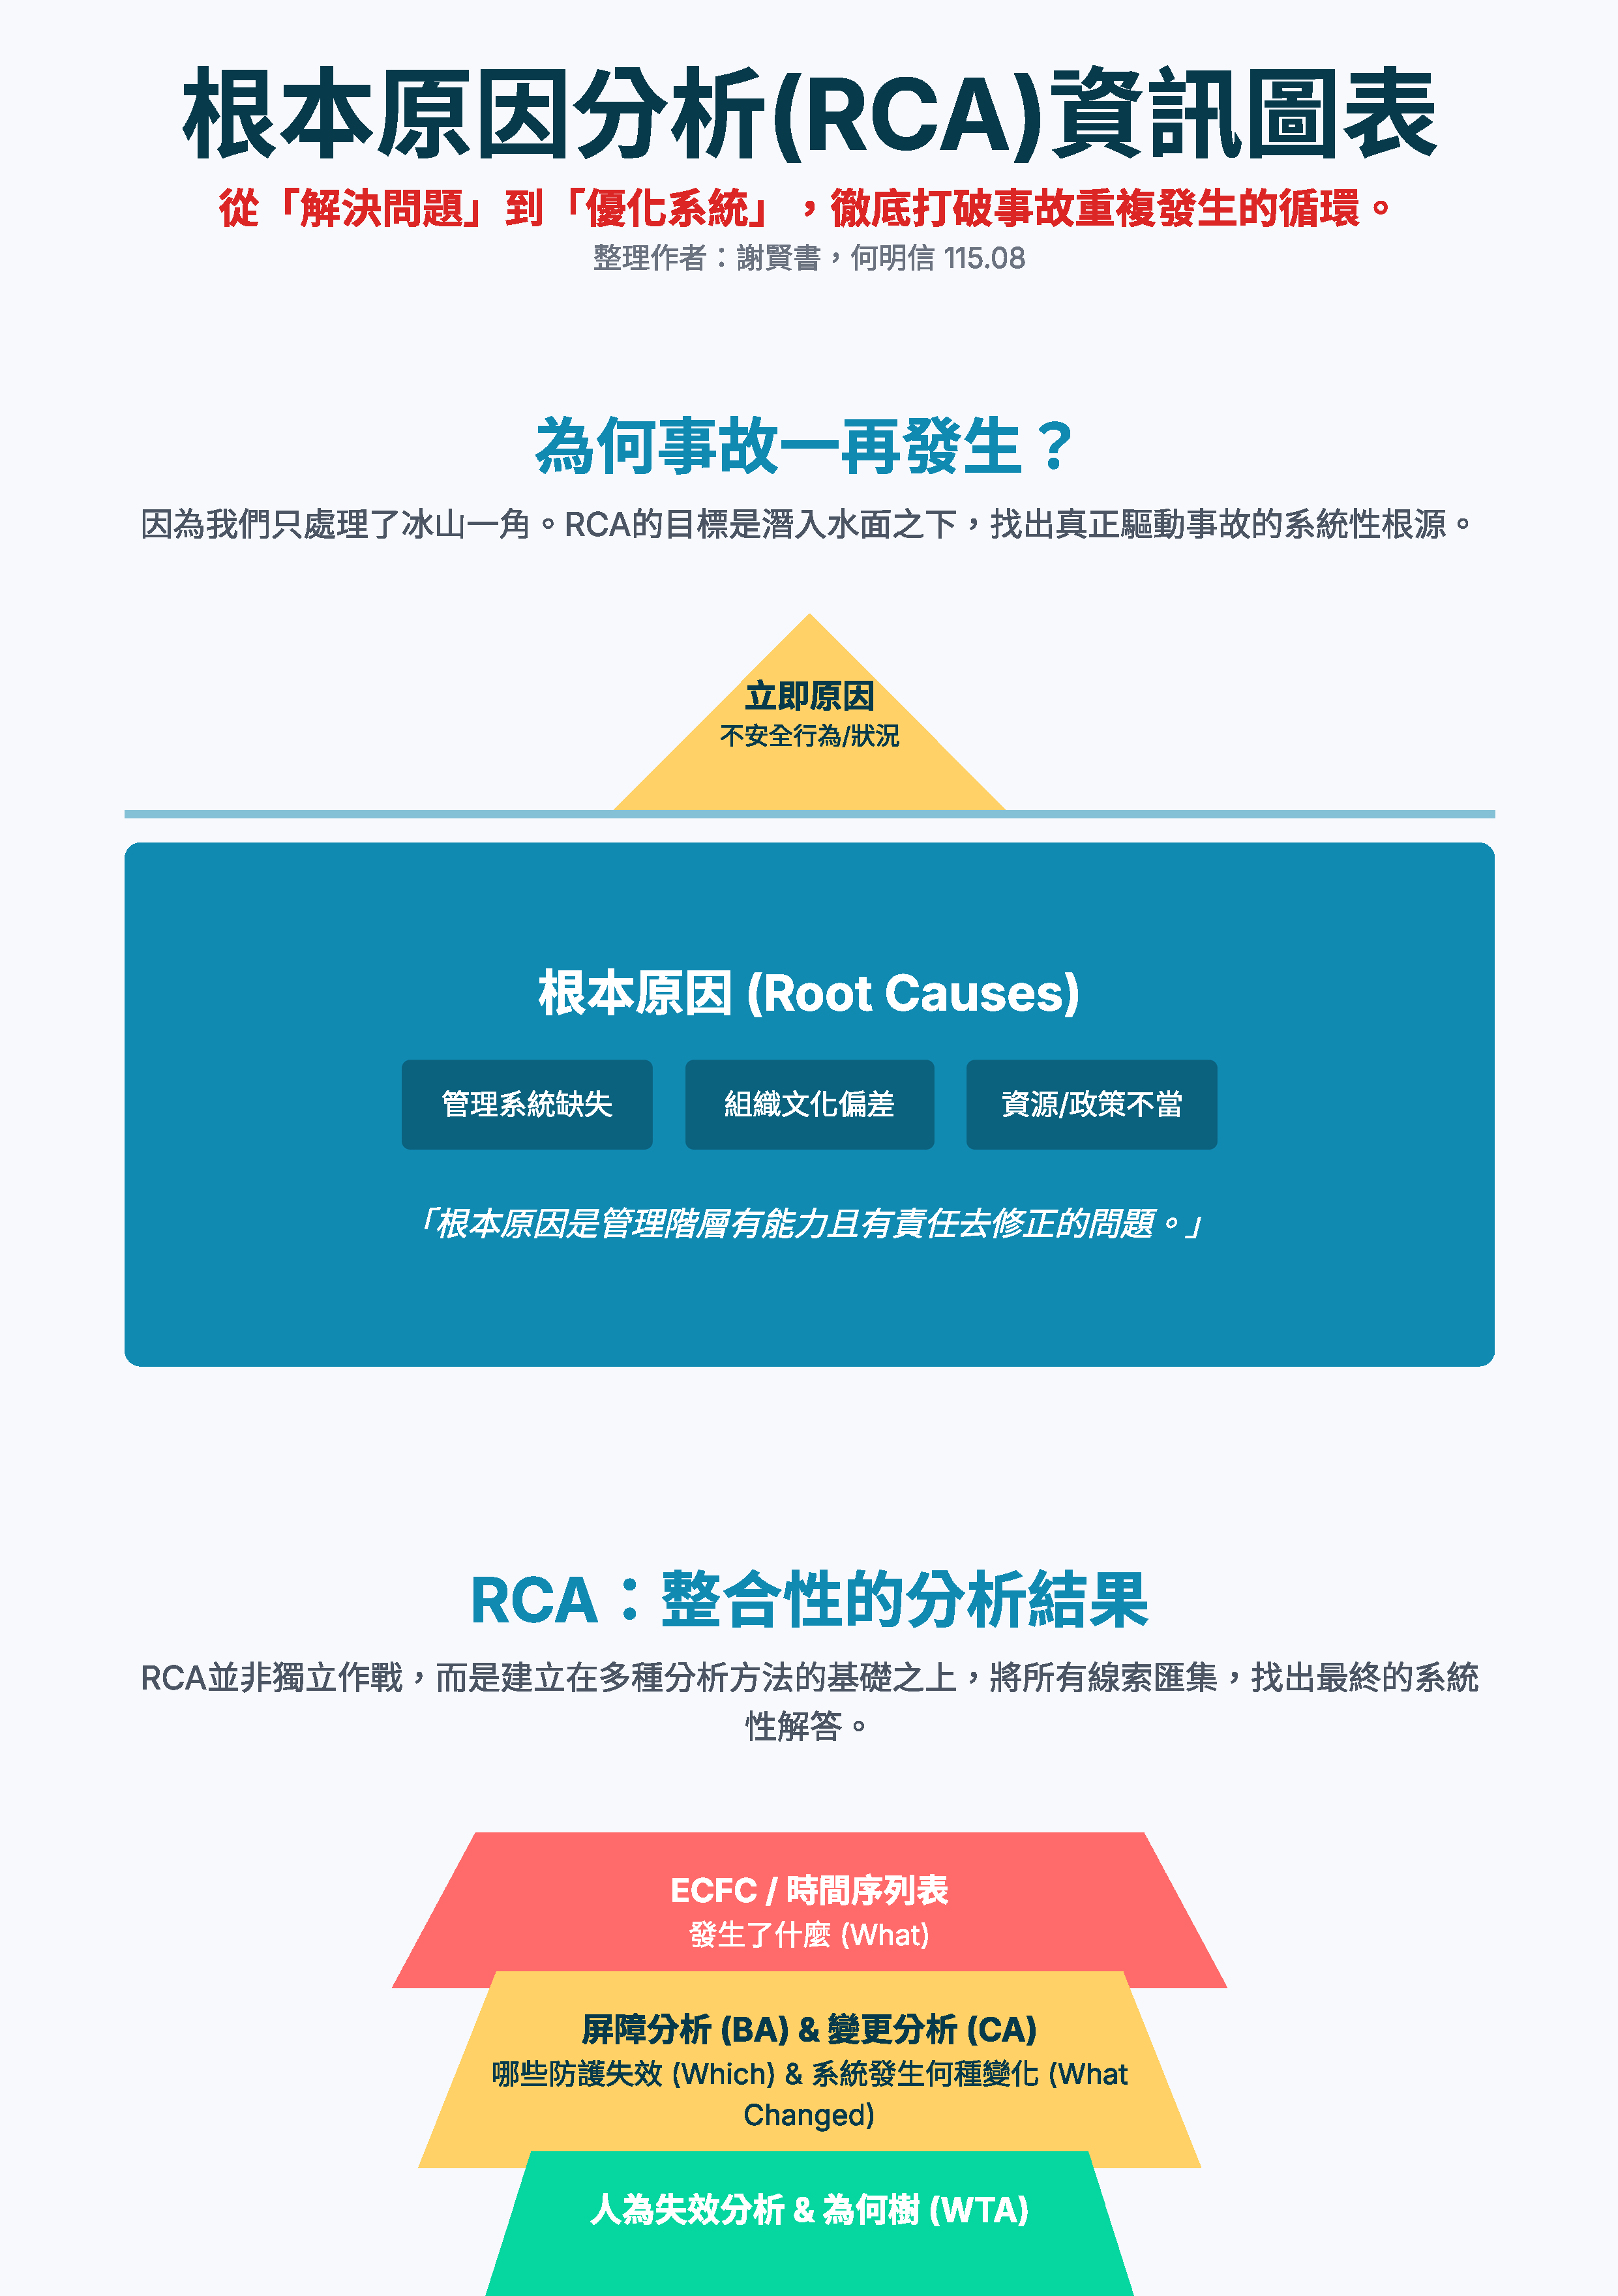 根本原因分析(RCA)資訊圖表
從「解決問題」到「優化系統」，徹底打破事故重複發生的循環。
整理作者：謝賢書，何明信 115.08
為何事故一再發生？
因為我們只處理了冰山一角。RCA的目標是潛入水面之下，找出真正驅動事故的系統性根源。
立即原因
不安全行為/狀況
根本原因 (Root Causes)
管理系統缺失
組織文化偏差
資源/政策不當
「根本原因是管理階層有能力且有責任去修正的問題。」
RCA：整合性的分析結果
RCA並非獨立作戰，而是建立在多種分析方法的基礎之上，將所有線索匯集，找出最終的系統
性解答。
ECFC / 時間序列表
發生了什麼 (What)
屏障分析 (BA) & 變更分析 (CA)
哪些防護失效 (Which) & 系統發生何種變化 (What
Changed)
人為失效分析 & 為何樹 (WTA)